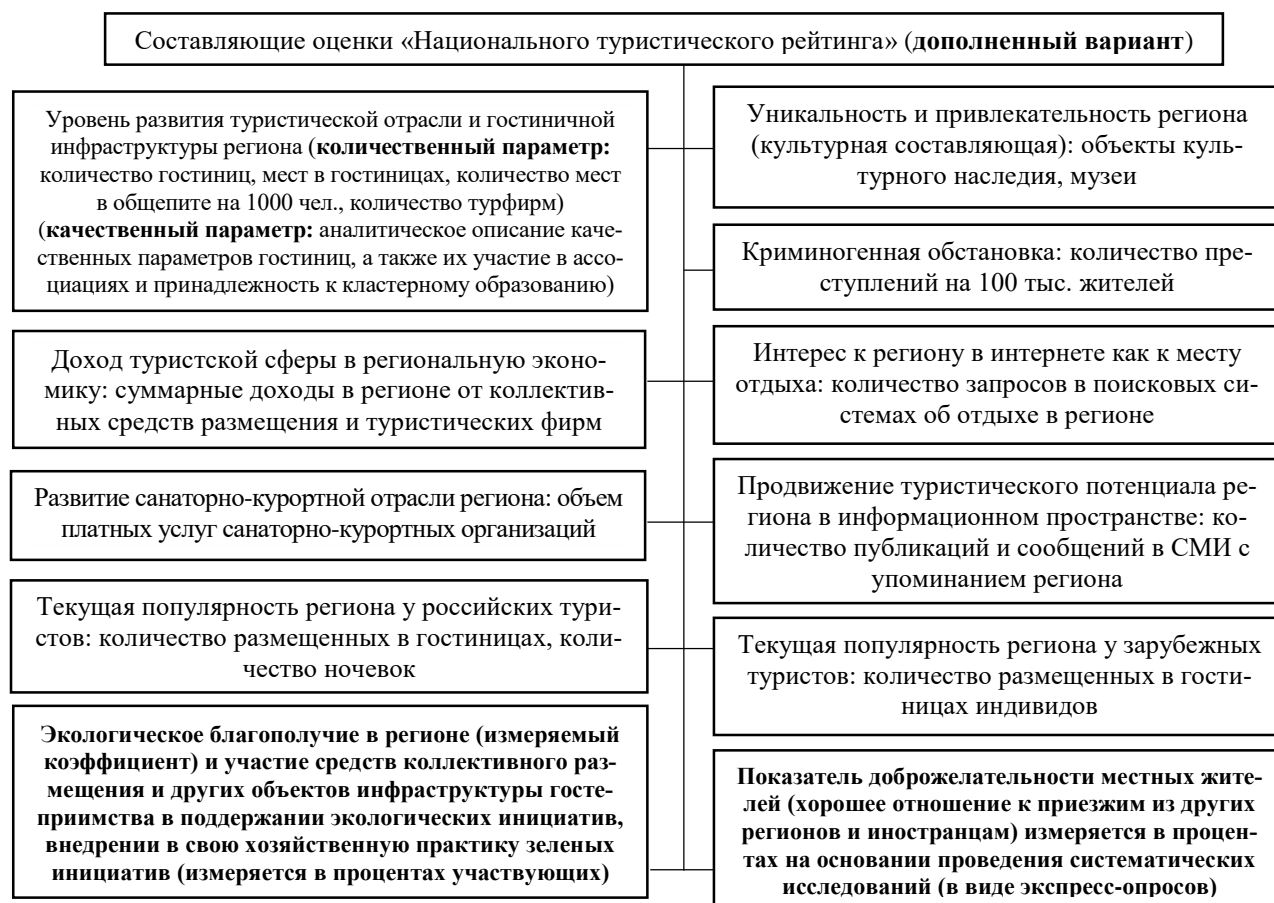 Составляющие оценки «Национального туристического рейтинга» (дополненный вариант)
Уровень развития туристической отрасли и гостиничной
инфраструктуры региона (количественный параметр:
количество гостиниц, мест в гостиницах, количество мест
в общепите на 1000 чел., количество турфирм)
(качественный параметр: аналитическое описание каче-
ственных параметров гостиниц, а также их участие в ассо-
циациях и принадлежность к кластерному образованию)
Доход туристской сферы в региональную эконо-
мику: суммарные доходы в регионе от коллектив-
ных средств размещения и туристических фирм
Развитие санаторно-курортной отрасли региона: объем
платных услуг санаторно-курортных организаций
Текущая популярность региона у российских тури-
стов: количество размещенных в гостиницах, коли-
чество ночевок
Экологическое благополучие в регионе (измеряемый
коэффициент) и участие средств коллективного раз-
мещения и других объектов инфраструктуры госте-
приимства в поддержании экологических инициатив,
внедрении в свою хозяйственную практику зеленых
инициатив (измеряется в процентах участвующих)
Уникальность и привлекательность региона
(культурная составляющая): объекты куль-
турного наследия, музеи
Криминогенная обстановка: количество пре-
ступлений на 100 тыс. жителей
Интерес к региону в интернете как к месту
отдыха: количество запросов в поисковых си-
стемах об отдыхе в регионе
Продвижение туристического потенциала ре-
гиона в информационном пространстве: ко-
личество публикаций и сообщений в СМИ с
упоминанием региона
Текущая популярность региона у зарубежных
туристов: количество размещенных в гости-
ницах индивидов
Показатель доброжелательности местных жите-
лей (хорошее отношение к приезжим из других
регионов и иностранцам) измеряется в процен-
тах на основании проведения систематических
исследований (в виде экспресс-опросов)